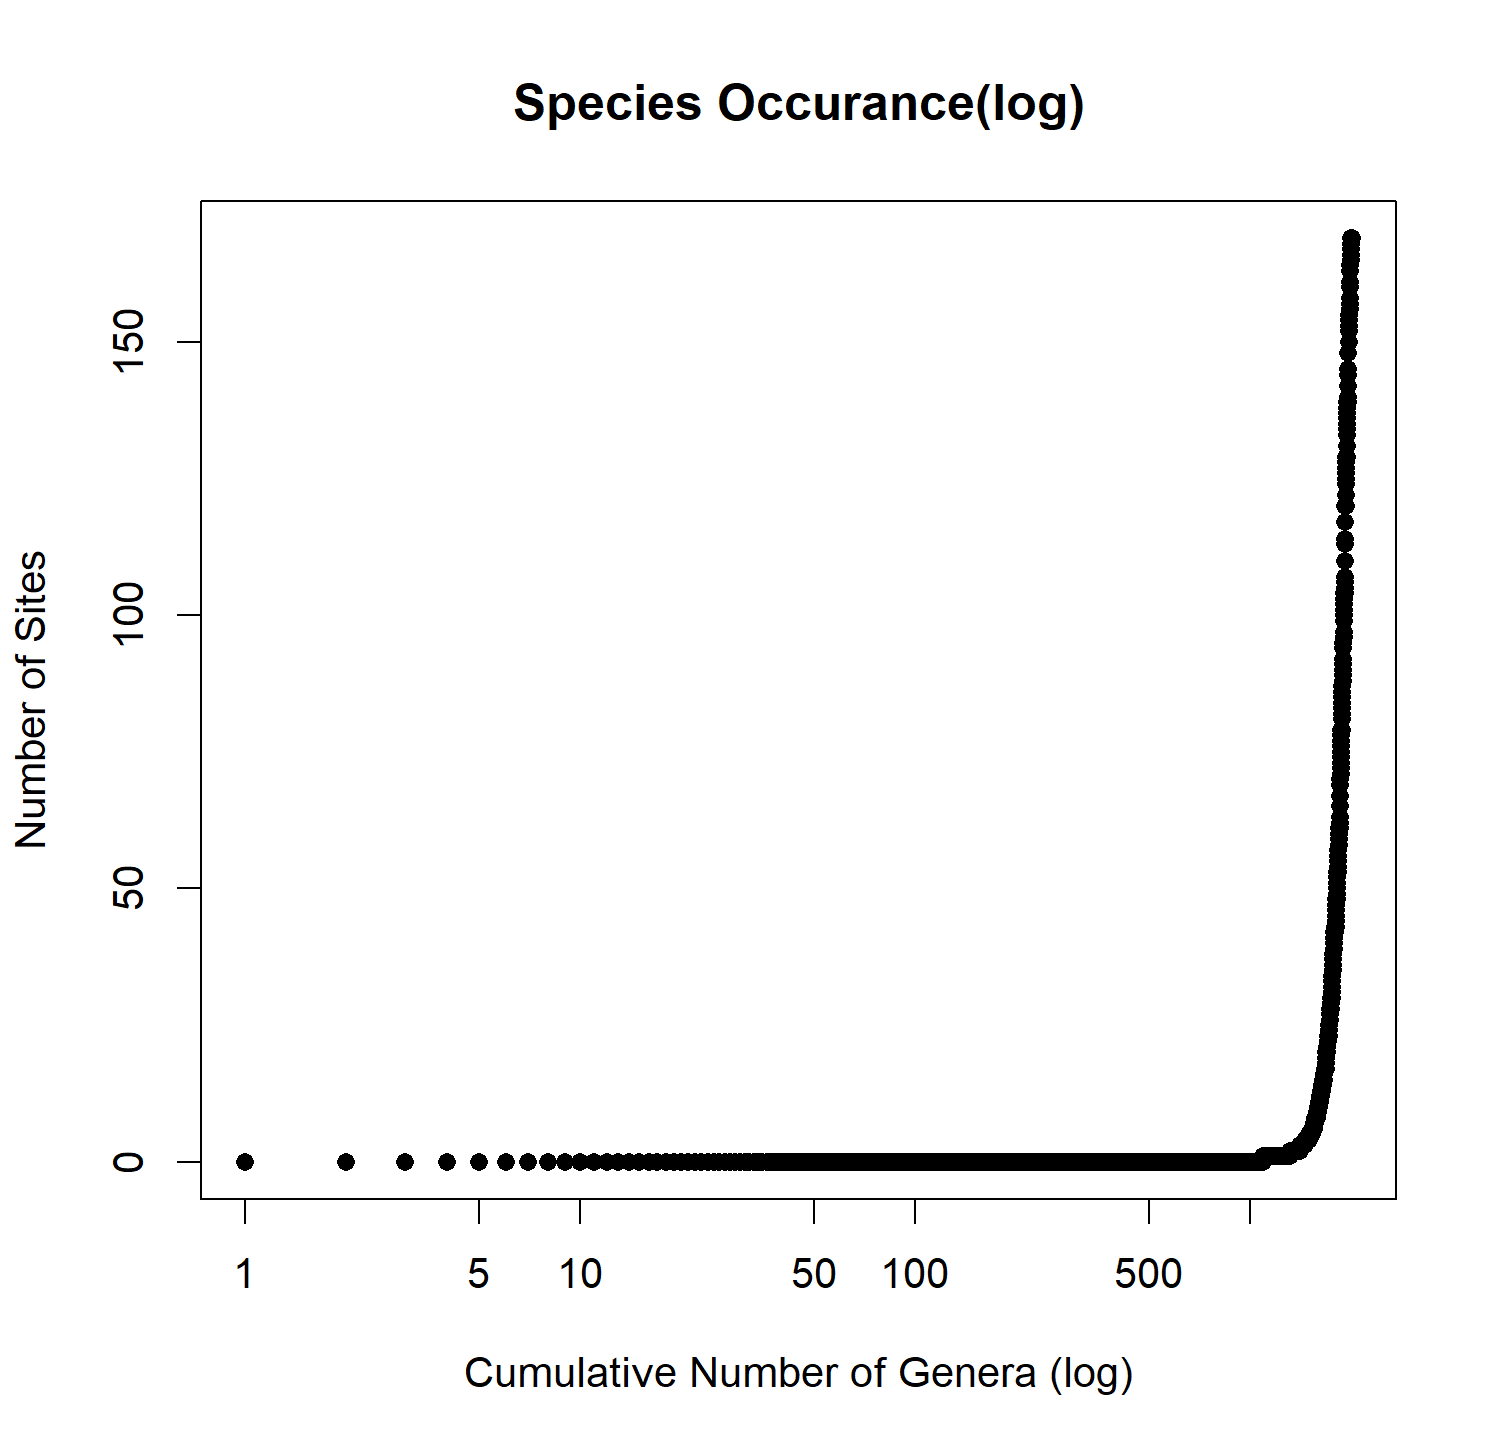 Species Occurance(log)
Number of Sites
150
100
50
0
1 5 10 50 100 500
Cumulative Number of Genera (log)